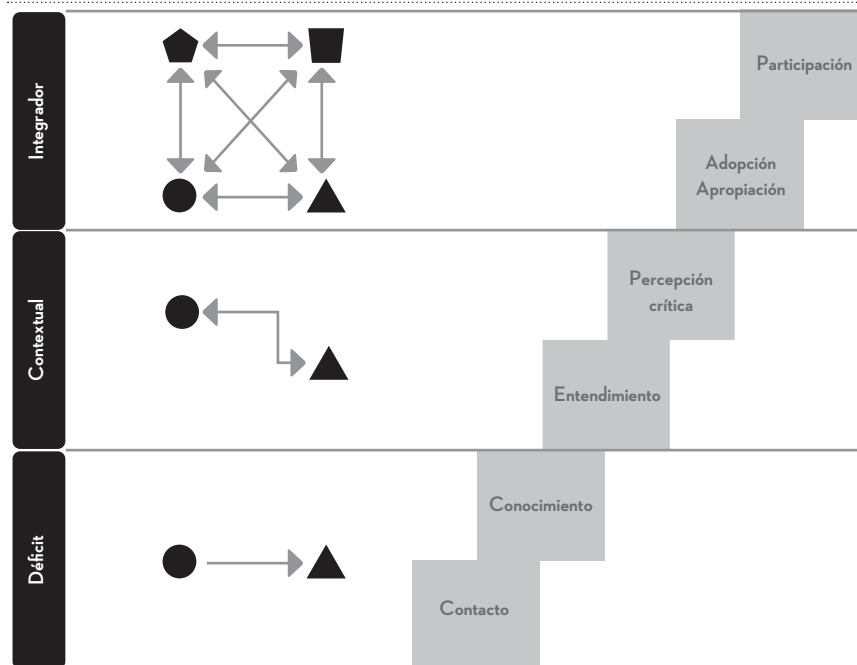 Integrador
Participación
Adopción
Apropiación
Contextual
Percepción
crítica
Entendimiento
Déficit
Conocimiento
Contacto